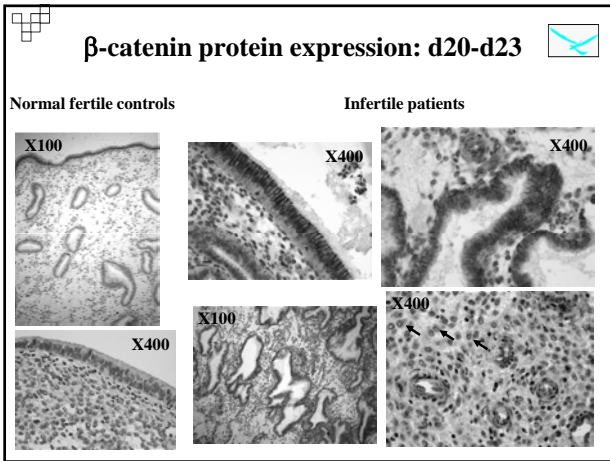 β-catenin protein expression: d20-d23
Normal fertile controls
Infertile patients
X100
X400
X400
X400
X100
X400